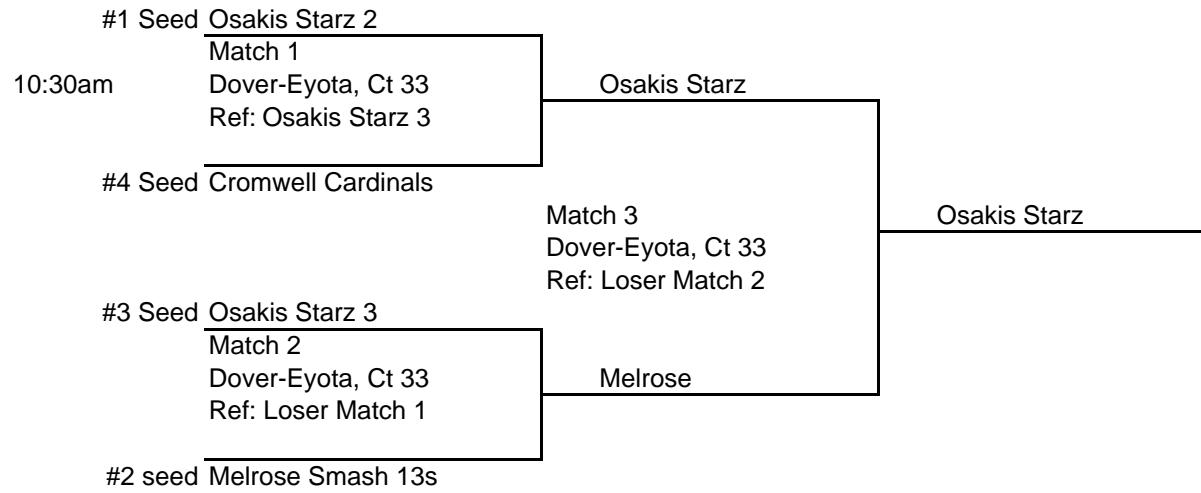 #1 Seed Osakis Starz 2
Match 1
10:30am Dover-Eyota, Ct 33 Osakis Starz
Ref: Osakis Starz 3
#4 Seed Cromwell Cardinals
Match 3 Osakis Starz
Dover-Eyota, Ct 33
Ref: Loser Match 2
#3 Seed Osakis Starz 3
Match 2
Dover-Eyota, Ct 33 Melrose
Ref: Loser Match 1
#2 seed Melrose Smash 13s